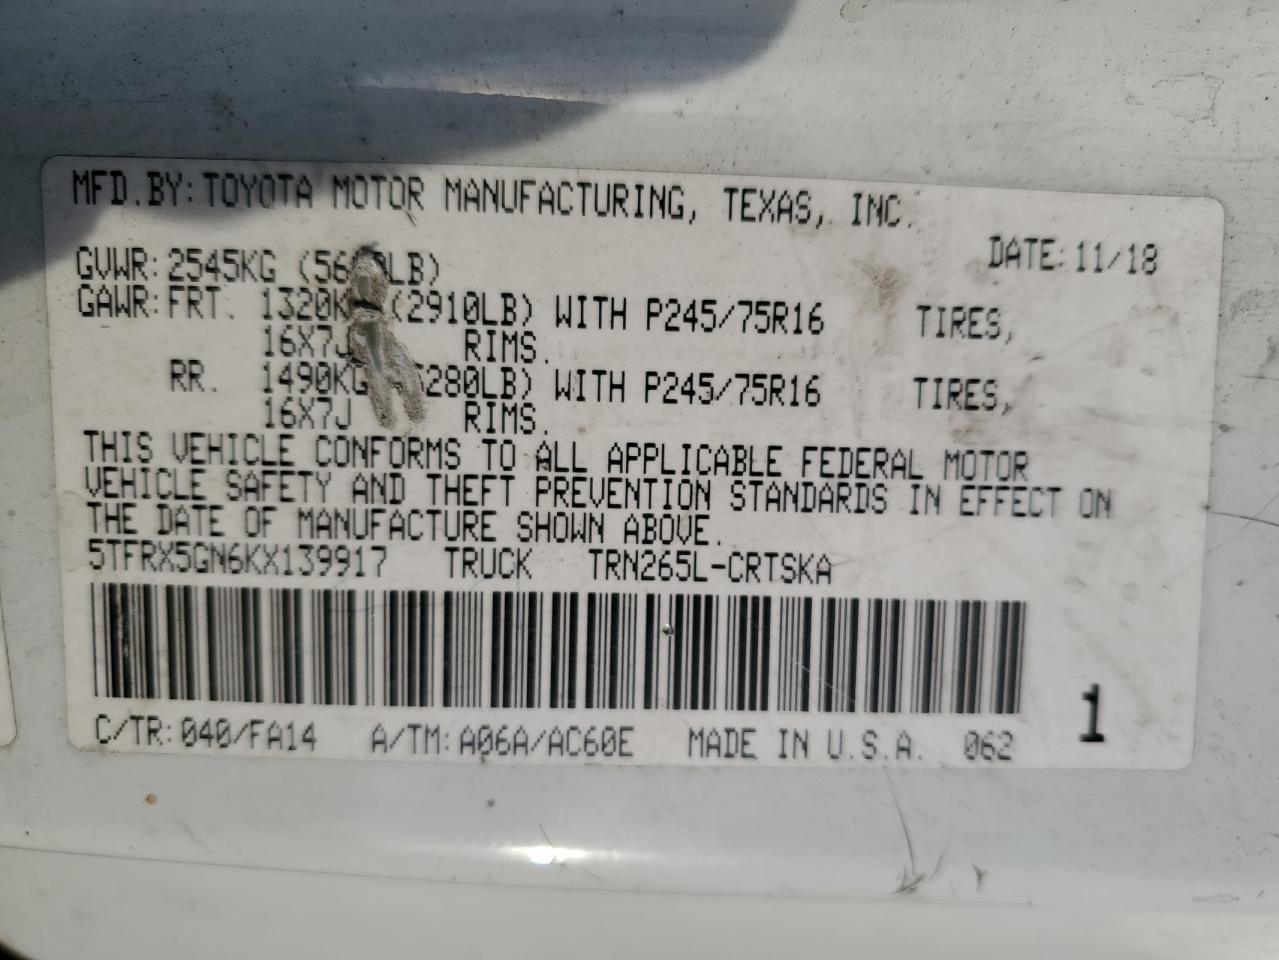 MFD.BY:TOYOTA MOTOR MANUFACTURING, TEXAS, INC.
DATE:11/18
GVWR:2545KG
GAWR:FRT. 1320K (2910LB) WITH P245/75R16 TIRES,
16X7J RIMS.
RR. 1490KG WITH P245/75R16 TIRES,
16X7J RIMS.
THIS VEHICLE CONFORMS TO ALL APPLICABLE FEDERAL MOTOR
VEHICLE SAFETY AND THEFT PREVENTION STANDARDS IN EFFECT ON
THE DATE OF MANUFACTURE SHOWN ABOVE.
5TFRX5GN6KX139917 TRUCK TRN265L-CRTSKA
C/TR:040/FA14 A/TM:A06A/AC60E MADE IN U.S.A. 062 1